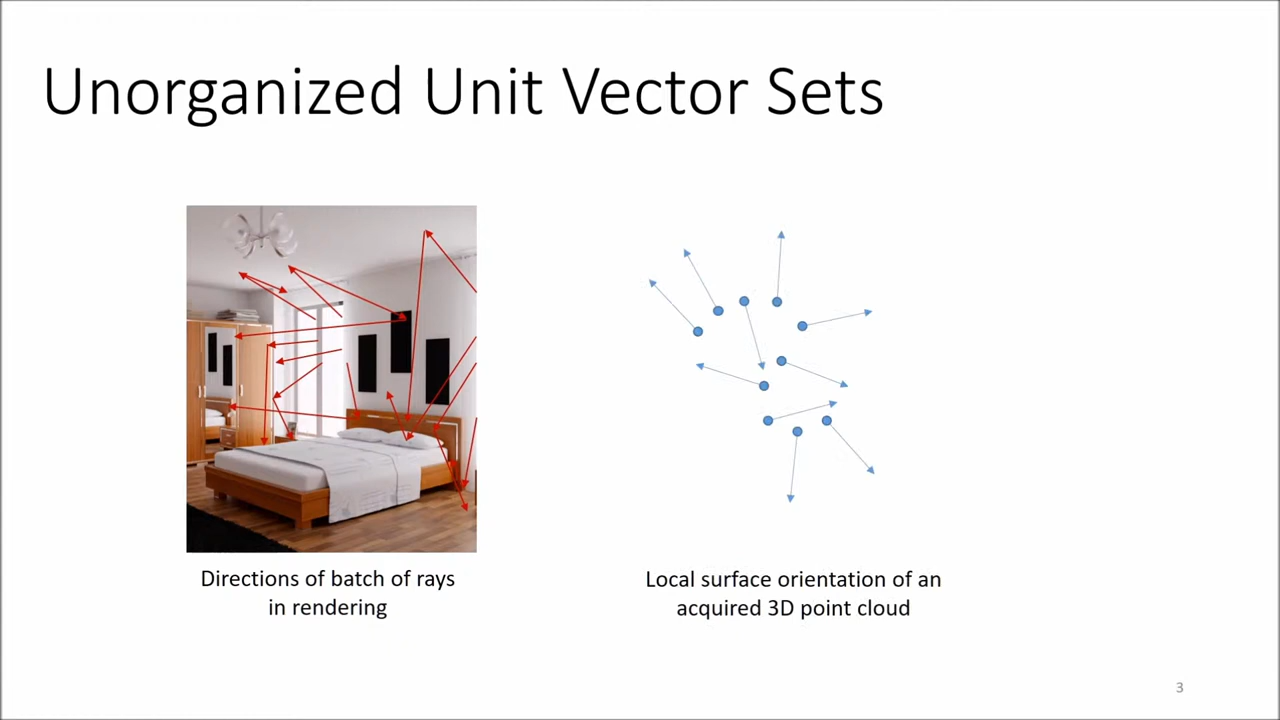 Unorganized Unit Vector Sets
Directions of batch of rays
in rendering
Local surface orientation of an
acquired 3D point cloud
3